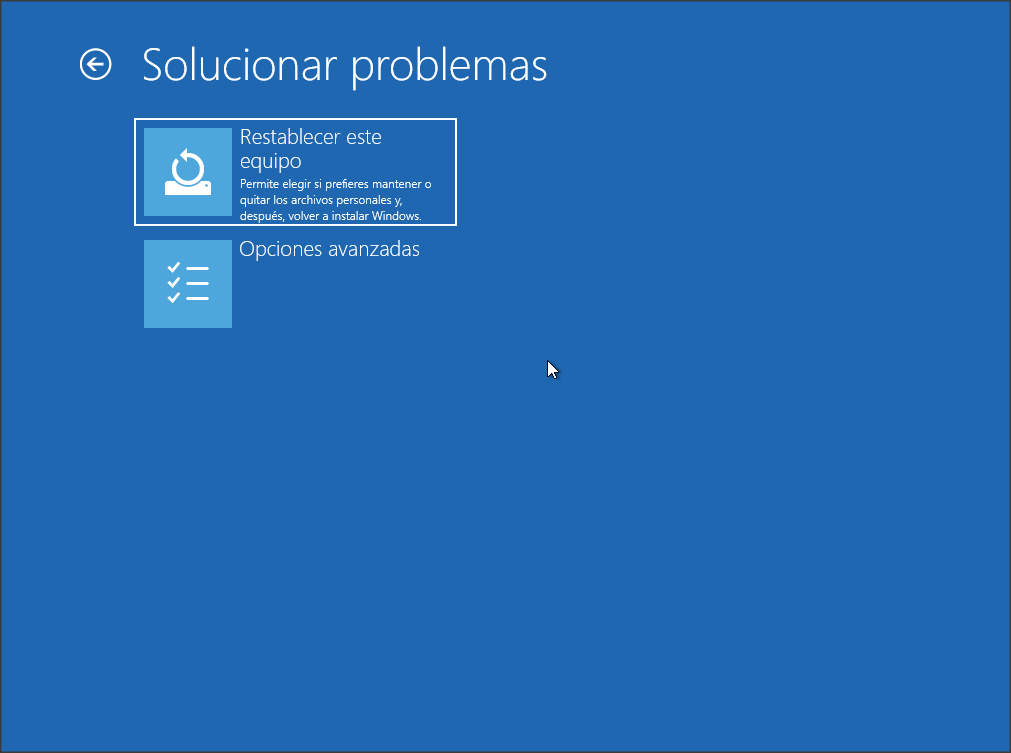 Solucionar problemas
Restablecer este
equipo
Permite elegir si prefieres mantener o
quitar los archivos personales y,
después, volver a instalar Windows.
Opciones avanzadas